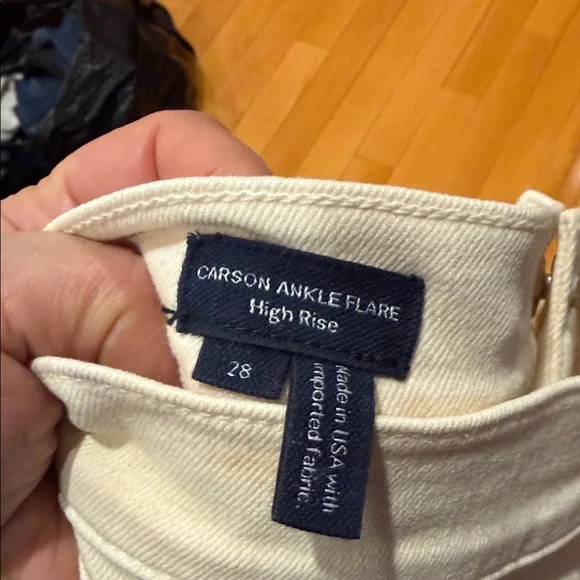 CARSON ANKLE FLARE
High Rise
28
Made in USA with
imported fabric.